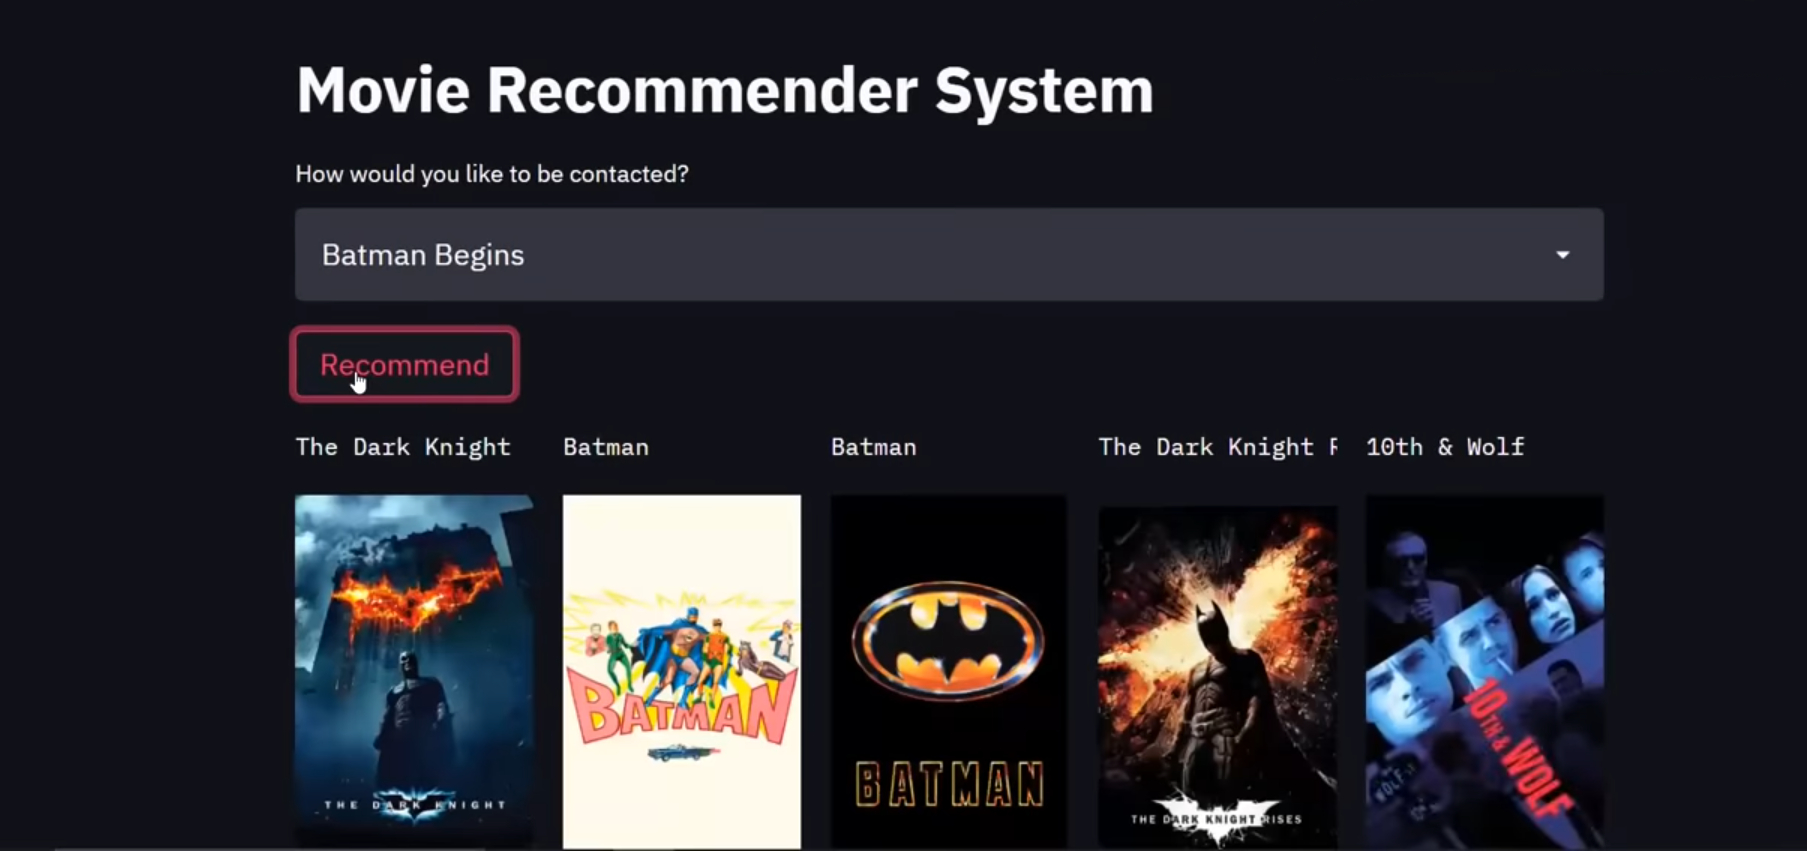 Movie Recommender System
How would you like to be contacted?
Batman Begins
Recommend
The Dark Knight
Batman
Batman
The Dark Knight R
10th & Wolf
THE DARK KNIGHT
BATMAN
BATMAN
THE DARK KNIGHT RISES
10TH & WOLF